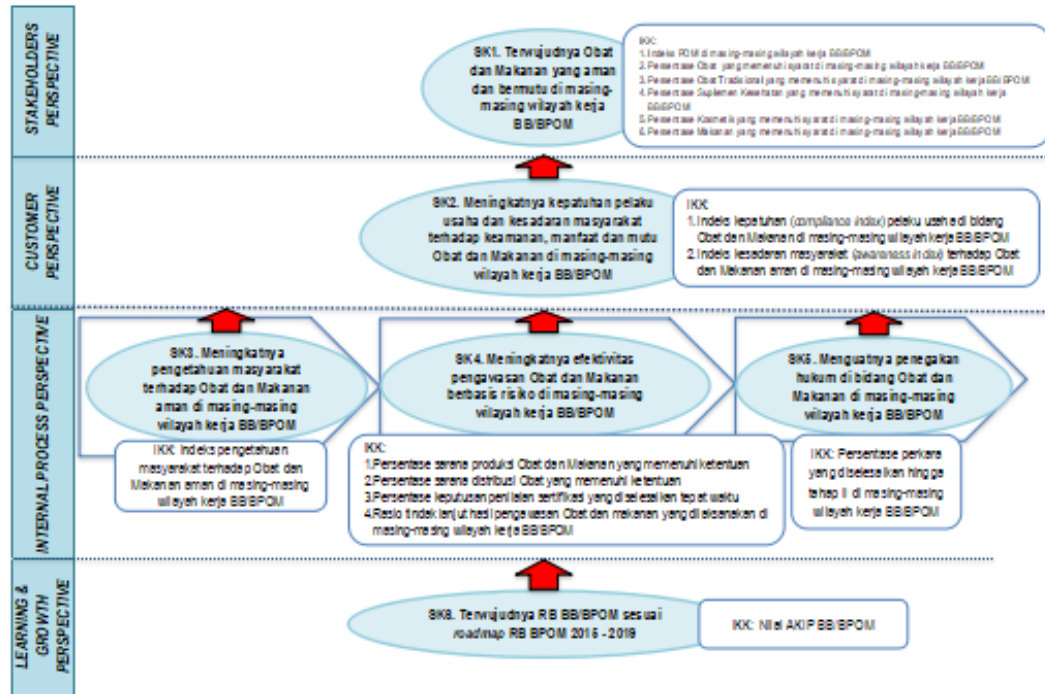 STAKEHOLDERS
PERSPECTIVE
SK1. Terwujudnya Obat
dan Makanan yang aman
dan bermutu di masing-
masing wilayah kerja
BB/BPOM
IKK:
1. Indeks POM di masing-masing wilayah kerja BB/BPOM
2. Persentase Obat yang memenuhi syarat di masing-masing wilayah kerja BB/BPOM
3. Persentase Obat Tradisional yang memenuhi syarat di masing-masing wilayah kerja BB/BPOM
4. Persentase Suplemen Kesehatan yang memenuhi syarat di masing-masing wilayah kerja
BB/BPOM
5. Persentase Kosmetik yang memenuhi syarat di masing-masing wilayah kerja BB/BPOM
6. Persentase Makanan yang memenuhi syarat di masing-masing wilayah kerja BB/BPOM
CUSTOMER
PERSPECTIVE
SK2. Meningkatnya kepatuhan pelaku
usaha dan kesadaran masyarakat
terhadap keamanan, manfaat dan mutu
Obat dan Makanan di masing-masing
wilayah kerja BB/BPOM
IKK:
1. Indeks kepatuhan (compliance index) pelaku usaha di bidang
Obat dan Makanan di masing-masing wilayah kerja BB/BPOM
2. Indeks kesadaran masyarakat (awareness index) terhadap Obat
dan Makanan aman di masing-masing wilayah kerja BB/BPOM
INTERNAL PROCESS PERSPECTIVE
SK3. Meningkatnya
pengetahuan masyarakat
terhadap Obat dan Makanan
aman di masing-masing
wilayah kerja BB/BPOM
IKK: Indeks pengetahuan
masyarakat terhadap Obat dan
Makanan aman di masing-masing
wilayah kerja BB/BPOM
SK4. Meningkatnya efektivitas
pengawasan Obat dan Makanan
berbasis risiko di masing-masing
wilayah kerja BB/BPOM
IKK:
1.Persentase sarana produksi Obat dan Makanan yang memenuhi ketentuan
2.Persentase sarana distribusi Obat yang memenuhi ketentuan
3.Persentase keputusan penilaian sertifikasi yang diselesaikan tepat waktu
4.Rasio tindak lanjut hasil pengawasan Obat dan makanan yang dilaksanakan di
masing-masing wilayah kerja BB/BPOM
SK5. Menguatnya penegakan
hukum di bidang Obat dan
Makanan di masing-masing
wilayah kerja BB/BPOM
IKK: Persentase perkara
yang diselesaikan hingga
tahap II di masing-masing
wilayah kerja BB/BPOM
LEARNING &
GROWTH
PERSPECTIVE
SK6. Terwujudnya RB BB/BPOM sesuai
roadmap RB BPOM 2015 - 2019
IKK: Nilai AKIP BB/BPOM